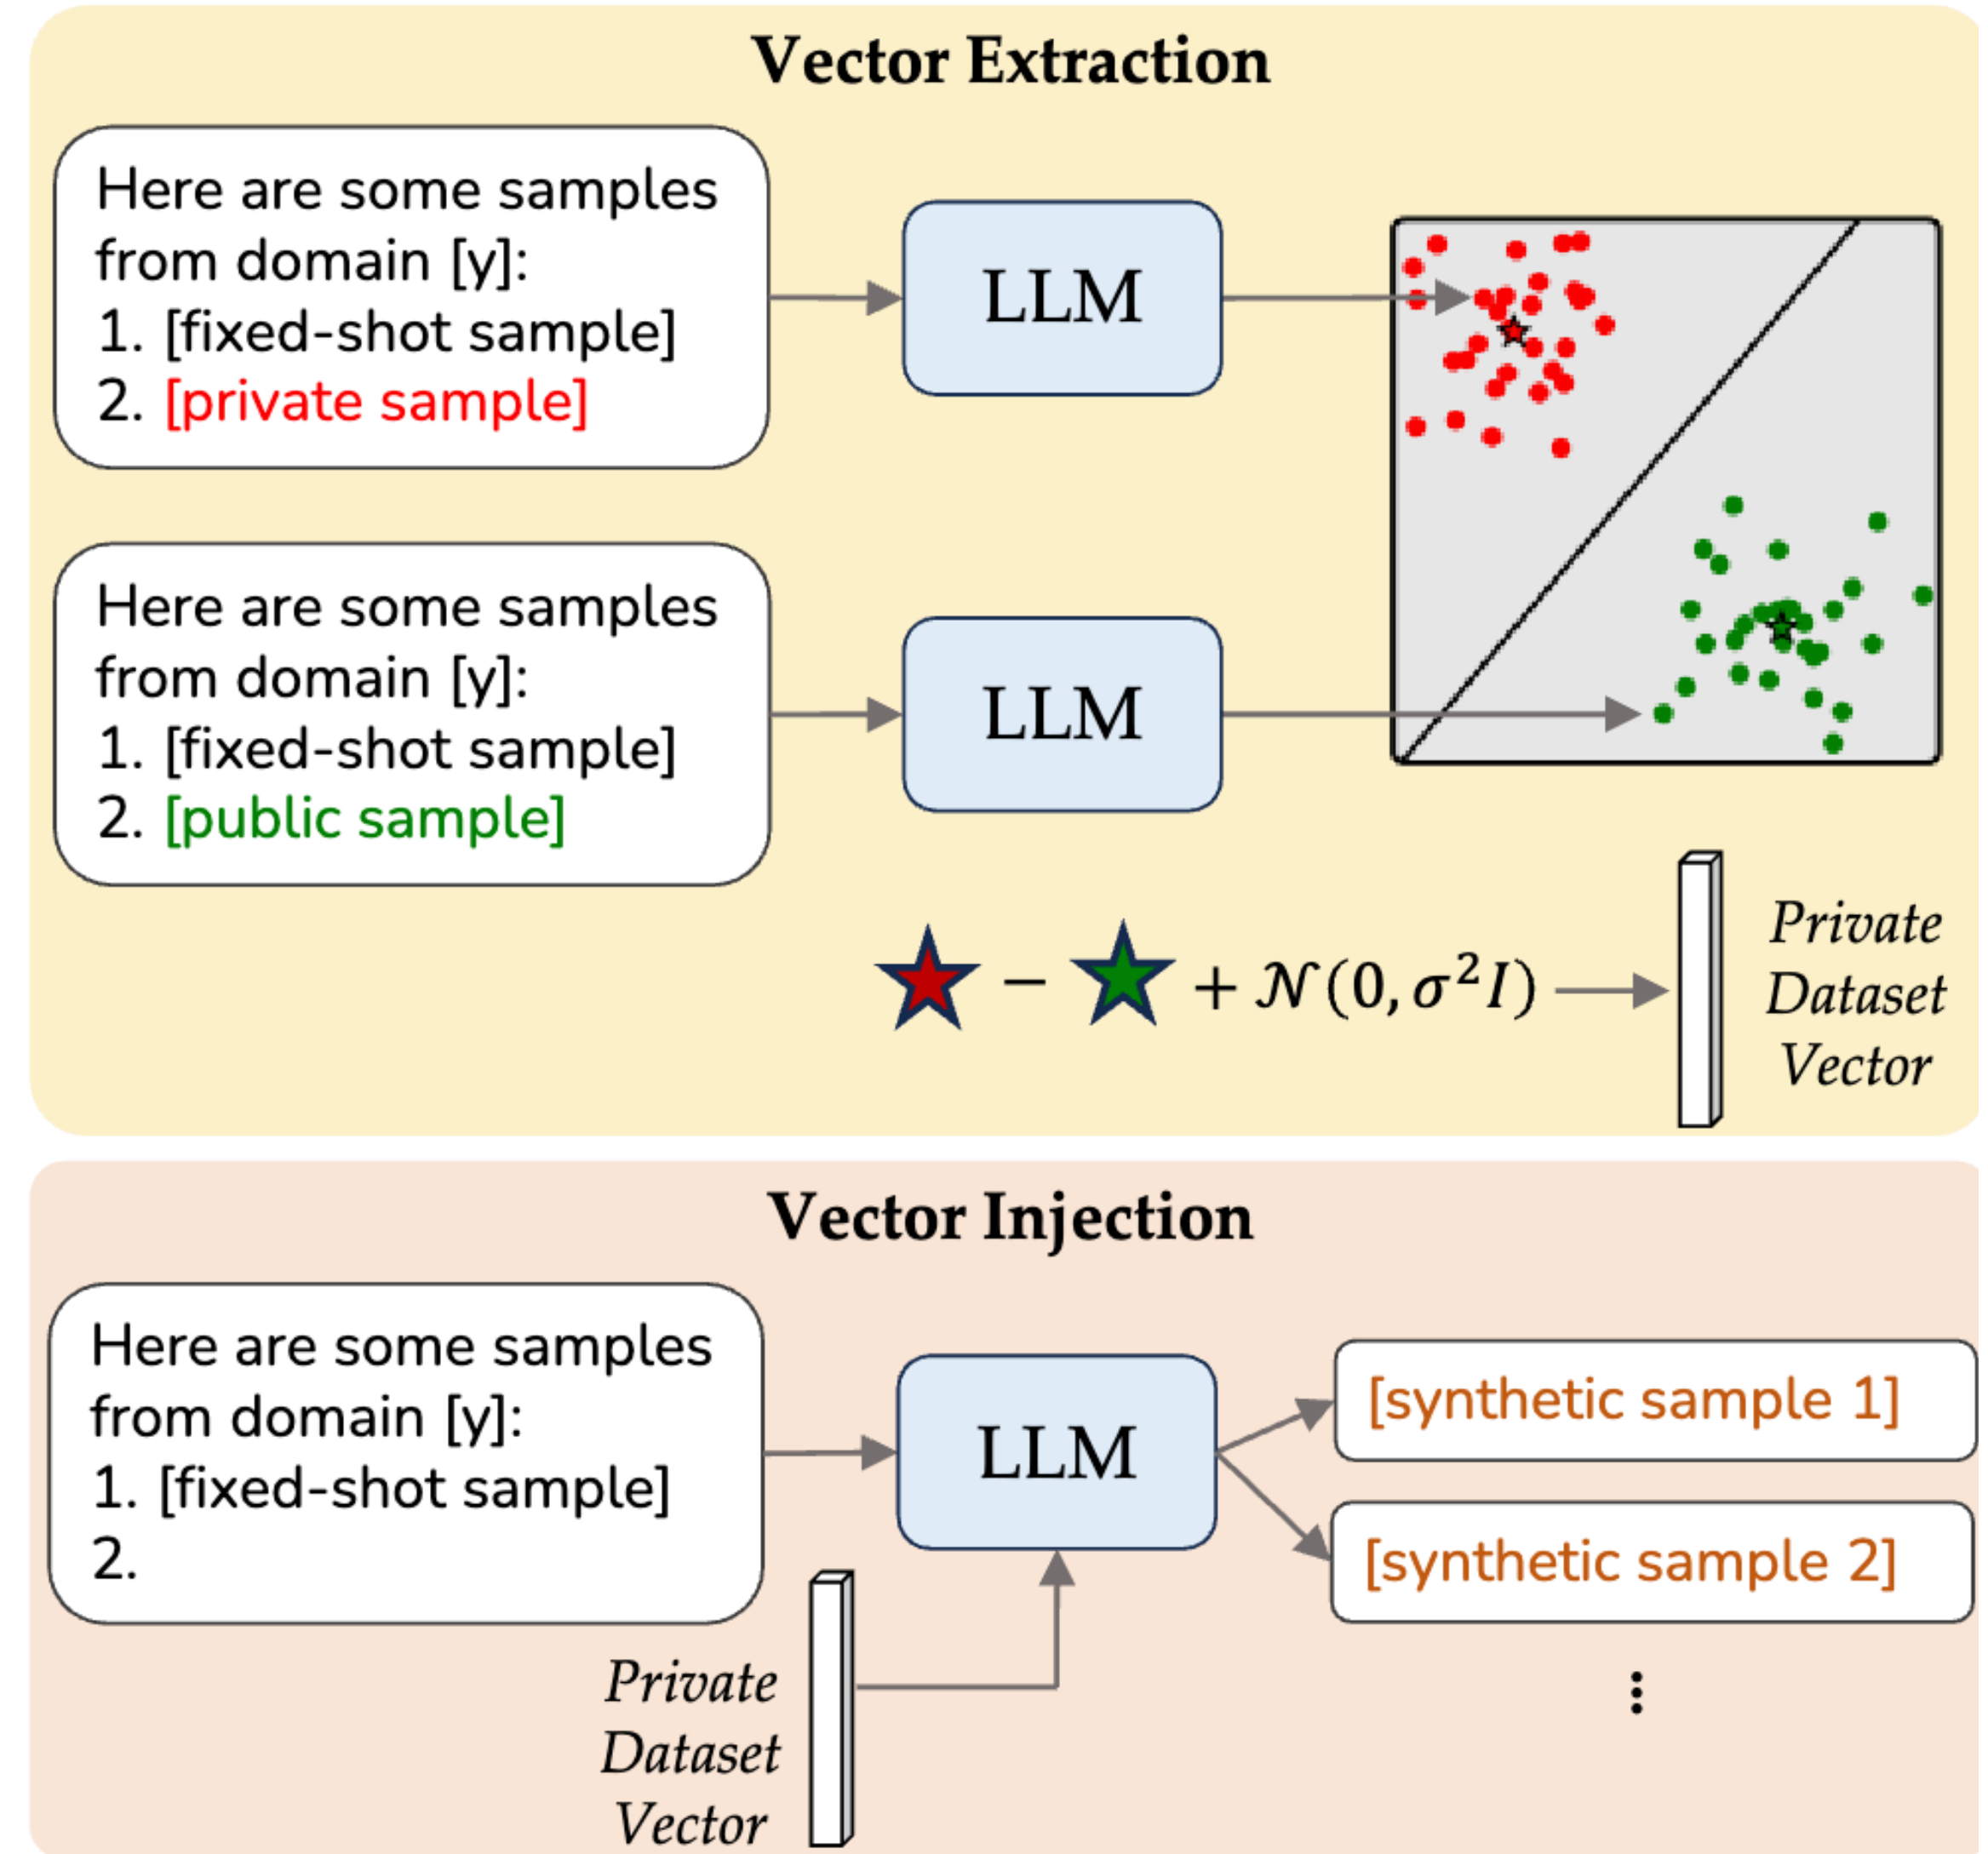 Vector Extraction
Here are some samples
from domain [y]:
1. [fixed-shot sample]
2. [private sample]
LLM
Here are some samples
from domain [y]:
1. [fixed-shot sample]
2. [public sample]
LLM
− + 𝒩(0, σ²I)
Private
Dataset
Vector
Vector Injection
Here are some samples
from domain [y]:
1. [fixed-shot sample]
2.
LLM
[synthetic sample 1]
[synthetic sample 2]
⋮
Private
Dataset
Vector